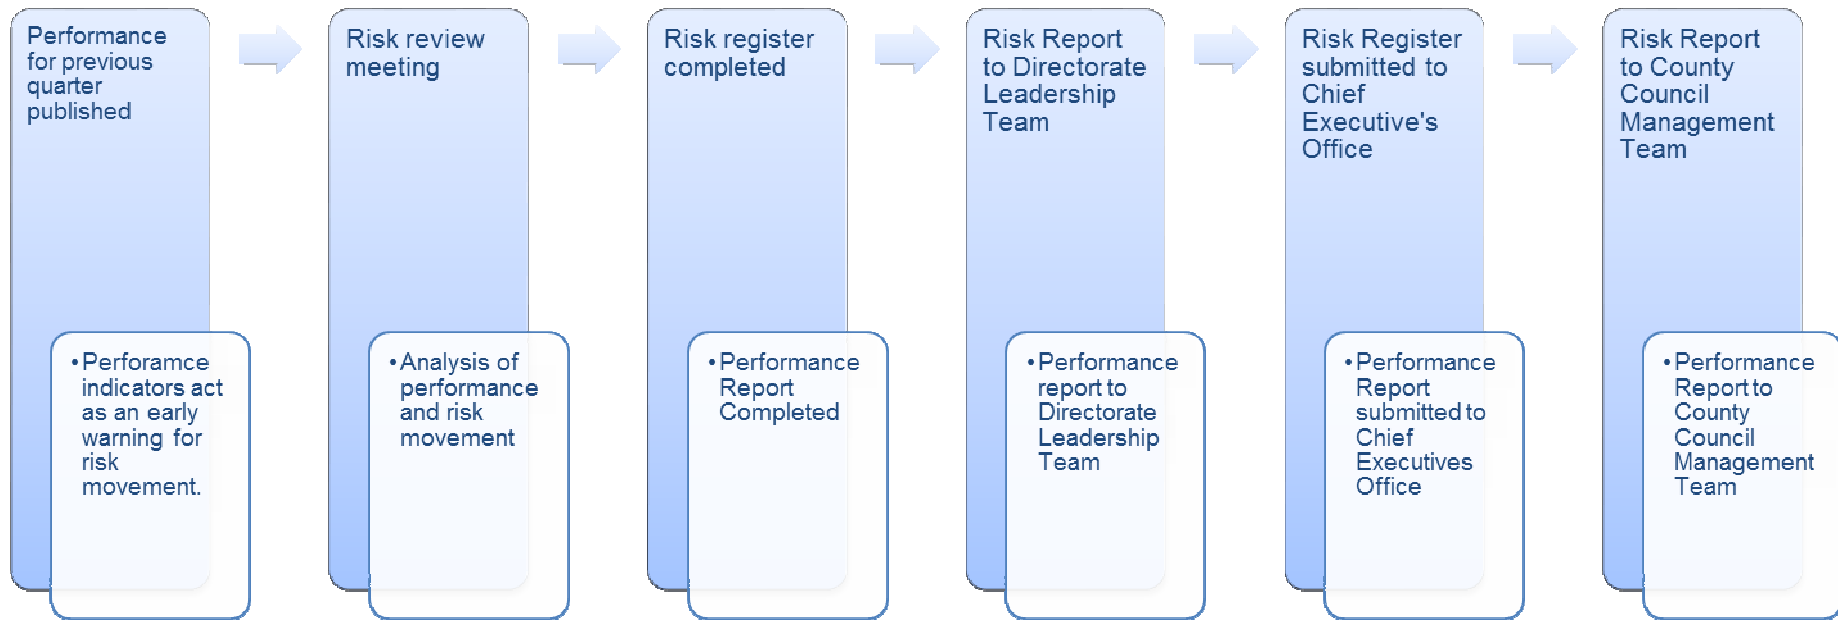 Performance
for previous
quarter
published
•Perforamce
indicators act
as an early
warning for
risk
movement.
Risk review
meeting
•Analysis of
performance
and risk
movement
Risk register
completed
•Performance
Report
Completed
Risk Report
to Directorate
Leadership
Team
•Performance
report to
Directorate
Leadership
Team
Risk Register
submitted to
Chief
Executive's
Office
•Performance
Report
submitted to
Chief
Executives
Office
Risk Report
to County
Council
Management
Team
•Performance
Report to
County
Council
Management
Team